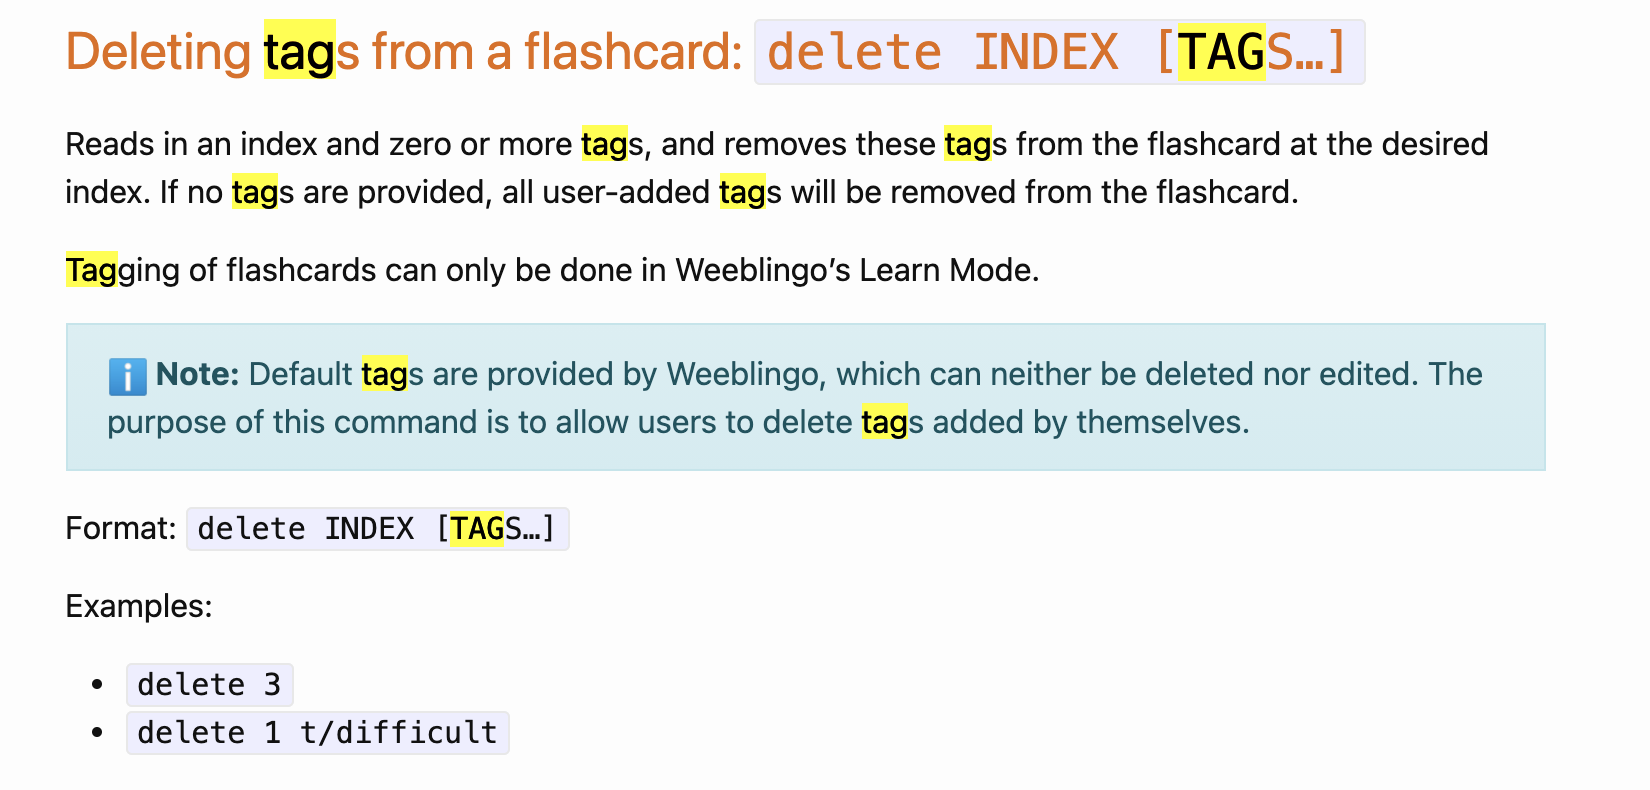 Deleting tags from a flashcard: delete INDEX [TAGS…]
Reads in an index and zero or more tags, and removes these tags from the flashcard at the desired
index. If no tags are provided, all user-added tags will be removed from the flashcard.
Tagging of flashcards can only be done in Weeblingo’s Learn Mode.
ℹ️ Note: Default tags are provided by Weeblingo, which can neither be deleted nor edited. The
purpose of this command is to allow users to delete tags added by themselves.
Format: delete INDEX [TAGS…]
Examples:
• delete 3
• delete 1 t/difficult